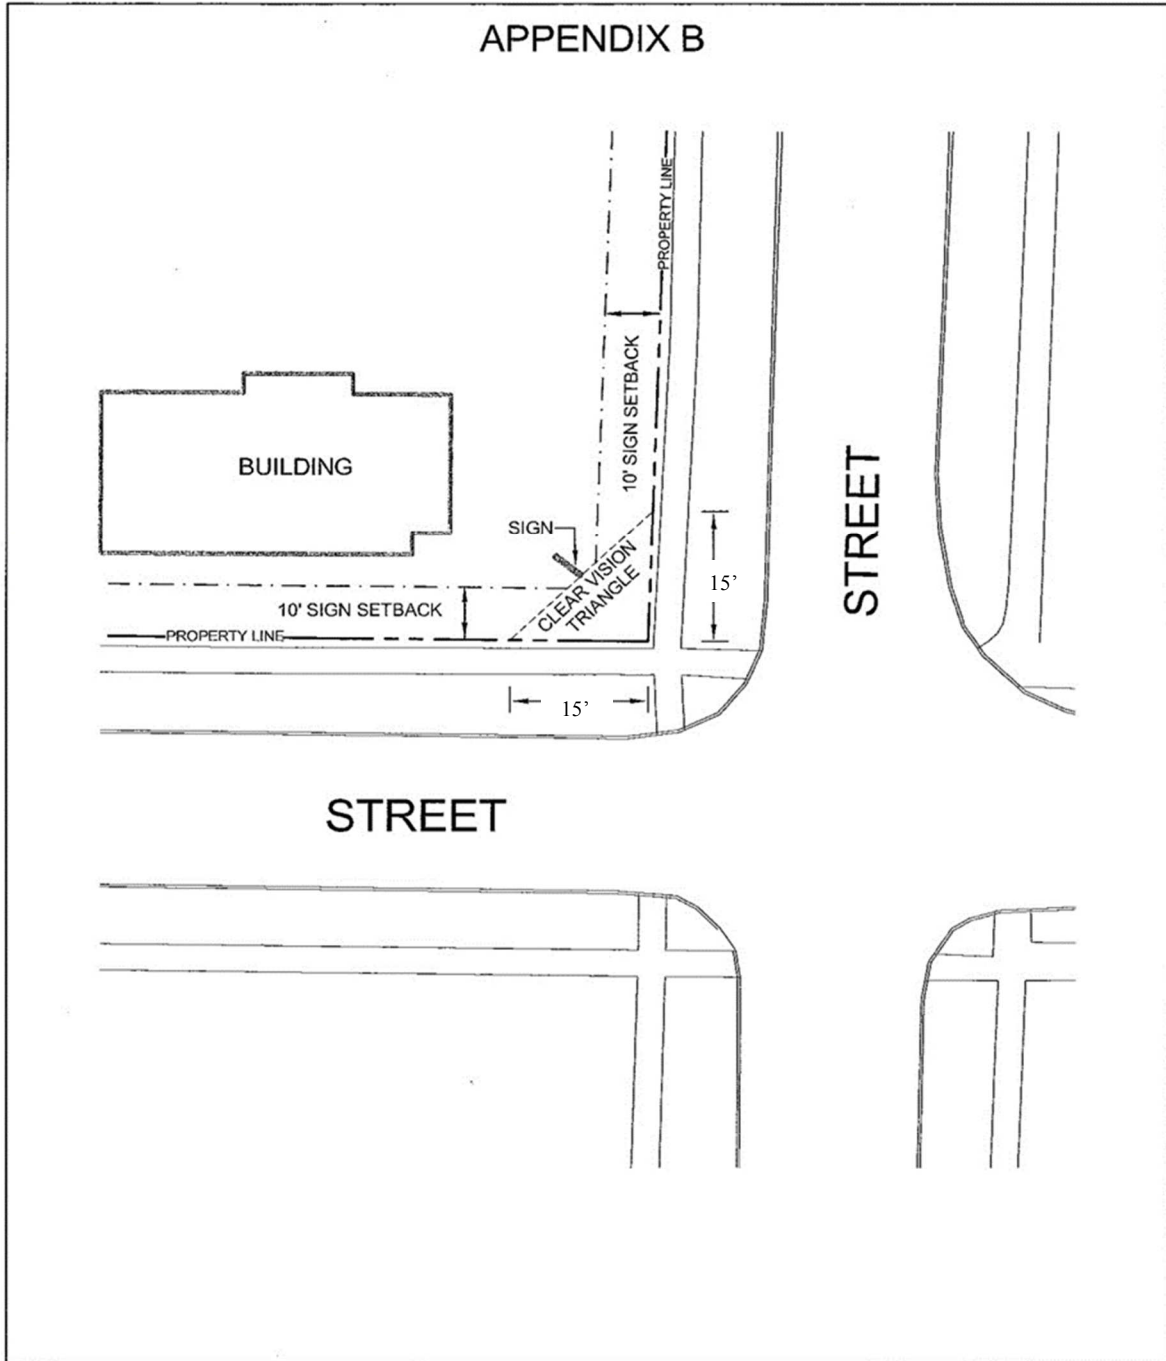 APPENDIX B
PROPERTY LINE
10' SIGN SETBACK
BUILDING
STREET
SIGN
CLEAR VISION
TRIANGLE
15’
10' SIGN SETBACK
PROPERTY LINE
15’
STREET